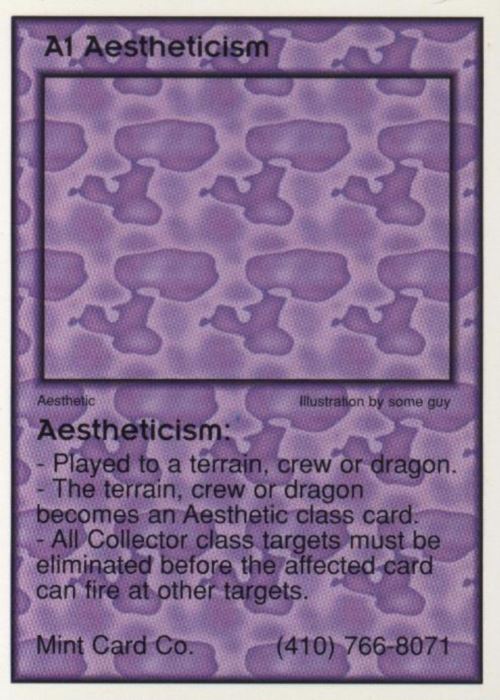 A1 Aestheticism
Aesthetic
Illustration by some guy
Aestheticism:
- Played to a terrain, crew or dragon.
- The terrain, crew or dragon
becomes an Aesthetic class card.
- All Collector class targets must be
eliminated before the affected card
can fire at other targets.
Mint Card Co.
(410) 766-8071